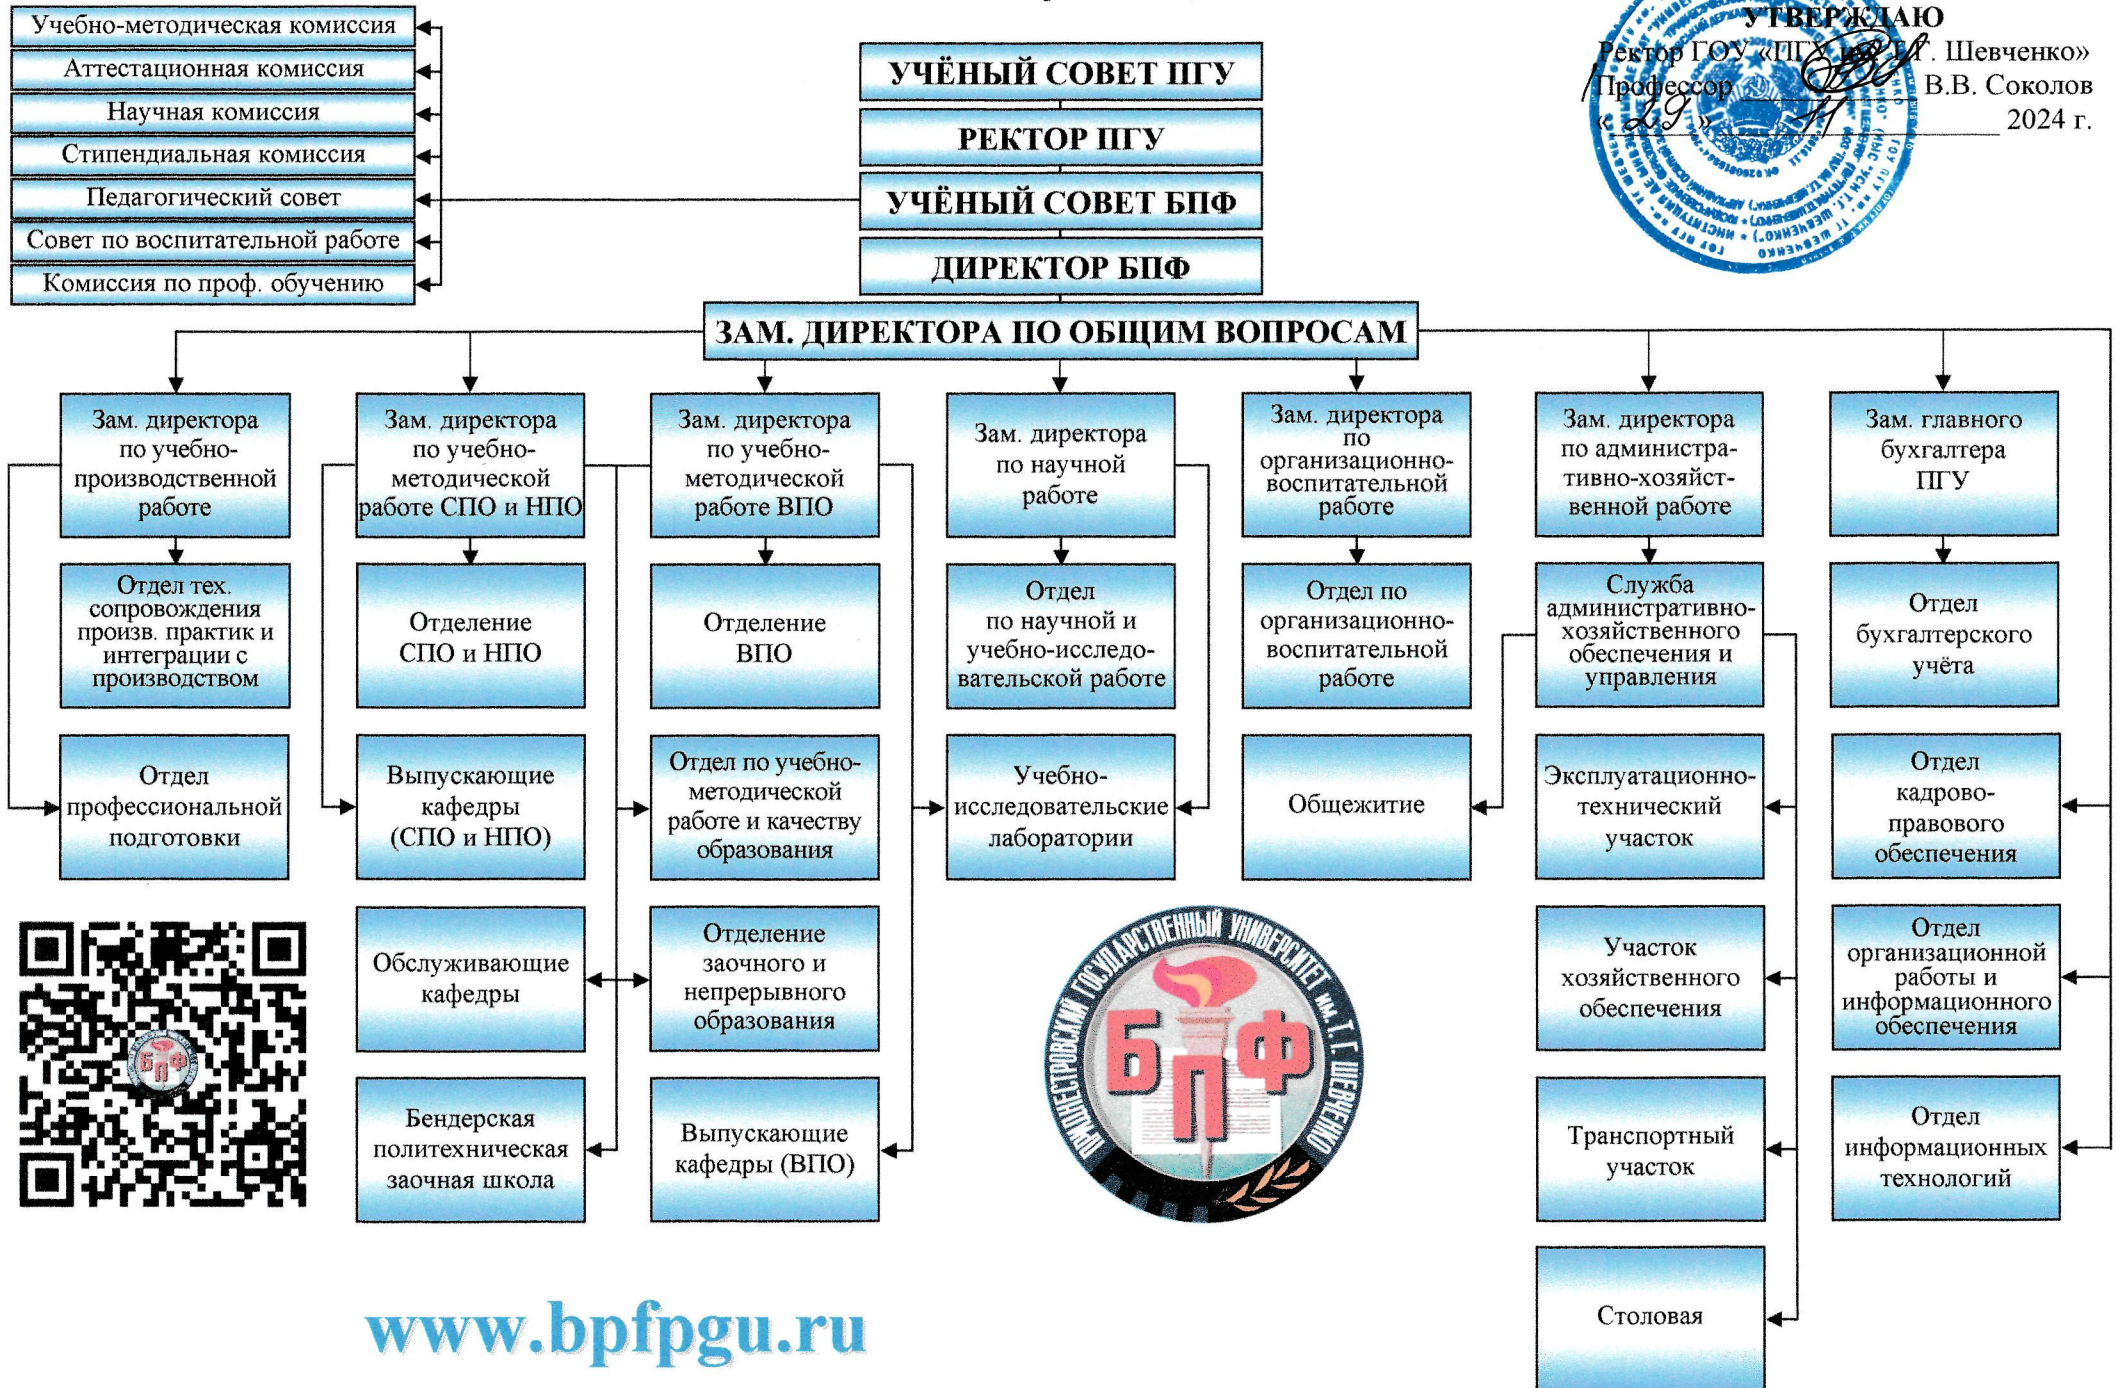 Учебно-методическая комиссия
Аттестационная комиссия
Научная комиссия
Стипендиальная комиссия
Педагогический совет
Совет по воспитательной работе
Комиссия по проф. обучению
УЧЁНЫЙ СОВЕТ ПГУ
РЕКТОР ПГУ
УЧЁНЫЙ СОВЕТ БПФ
ДИРЕКТОР БПФ
УТВЕРЖДАЮ
Ректор ГОУ «ПГУ им. Т.Г. Шевченко»
Профессор В.В. Соколов
« 29 » 11 2024 г.
ЗАМ. ДИРЕКТОРА ПО ОБЩИМ ВОПРОСАМ
Зам. директора
по учебно-
производственной
работе
Зам. директора
по учебно-
методической
работе СПО и НПО
Зам. директора
по учебно-
методической
работе ВПО
Зам. директора
по научной
работе
Зам. директора
по
организационно-
воспитательной
работе
Зам. директора
по администра-
тивно-хозяйст-
венной работе
Зам. главного
бухгалтера
ПГУ
Отдел тех.
сопровождения
произв. практик и
интеграции с
производством
Отделение
СПО и НПО
Отделение
ВПО
Отдел
по научной и
учебно-исследо-
вательской работе
Отдел по
организационно-
воспитательной
работе
Служба
административно-
хозяйственного
обеспечения и
управления
Отдел
бухгалтерского
учёта
Отдел
профессиональной
подготовки
Выпускающие
кафедры
(СПО и НПО)
Отдел по учебно-
методической
работе и качеству
образования
Учебно-
исследовательские
лаборатории
Общежитие
Эксплуатационно-
технический
участок
Отдел
кадрово-
правового
обеспечения
Обслуживающие
кафедры
Отделение
заочного и
непрерывного
образования
Участок
хозяйственного
обеспечения
Отдел
организационной
работы и
информационного
обеспечения
Бендерская
политехническая
заочная школа
Выпускающие
кафедры (ВПО)
Транспортный
участок
Отдел
информационных
технологий
Столовая
ПРИДНЕСТРОВСКИЙ ГОСУДАРСТВЕННЫЙ УНИВЕРСИТЕТ им. Т. Г. ШЕВЧЕНКО
БПФ
БПФ
www.bpfpgu.ru